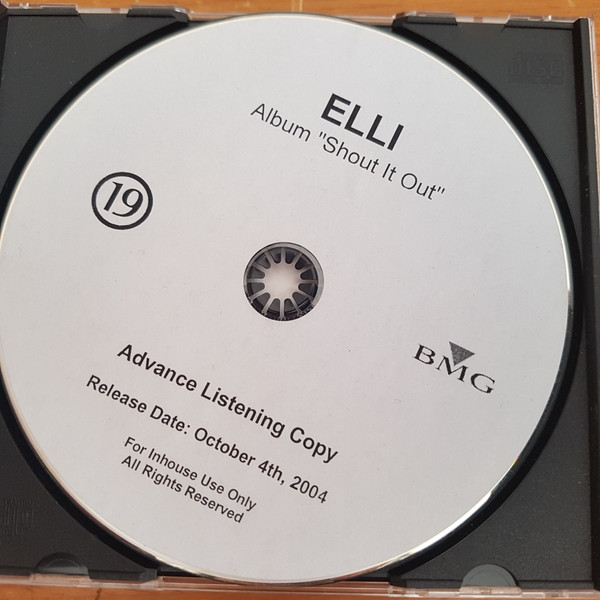 ELLI
Album "Shout It Out"
19
BMG
Advance Listening Copy
Release Date: October 4th, 2004
For Inhouse Use Only
All Rights Reserved